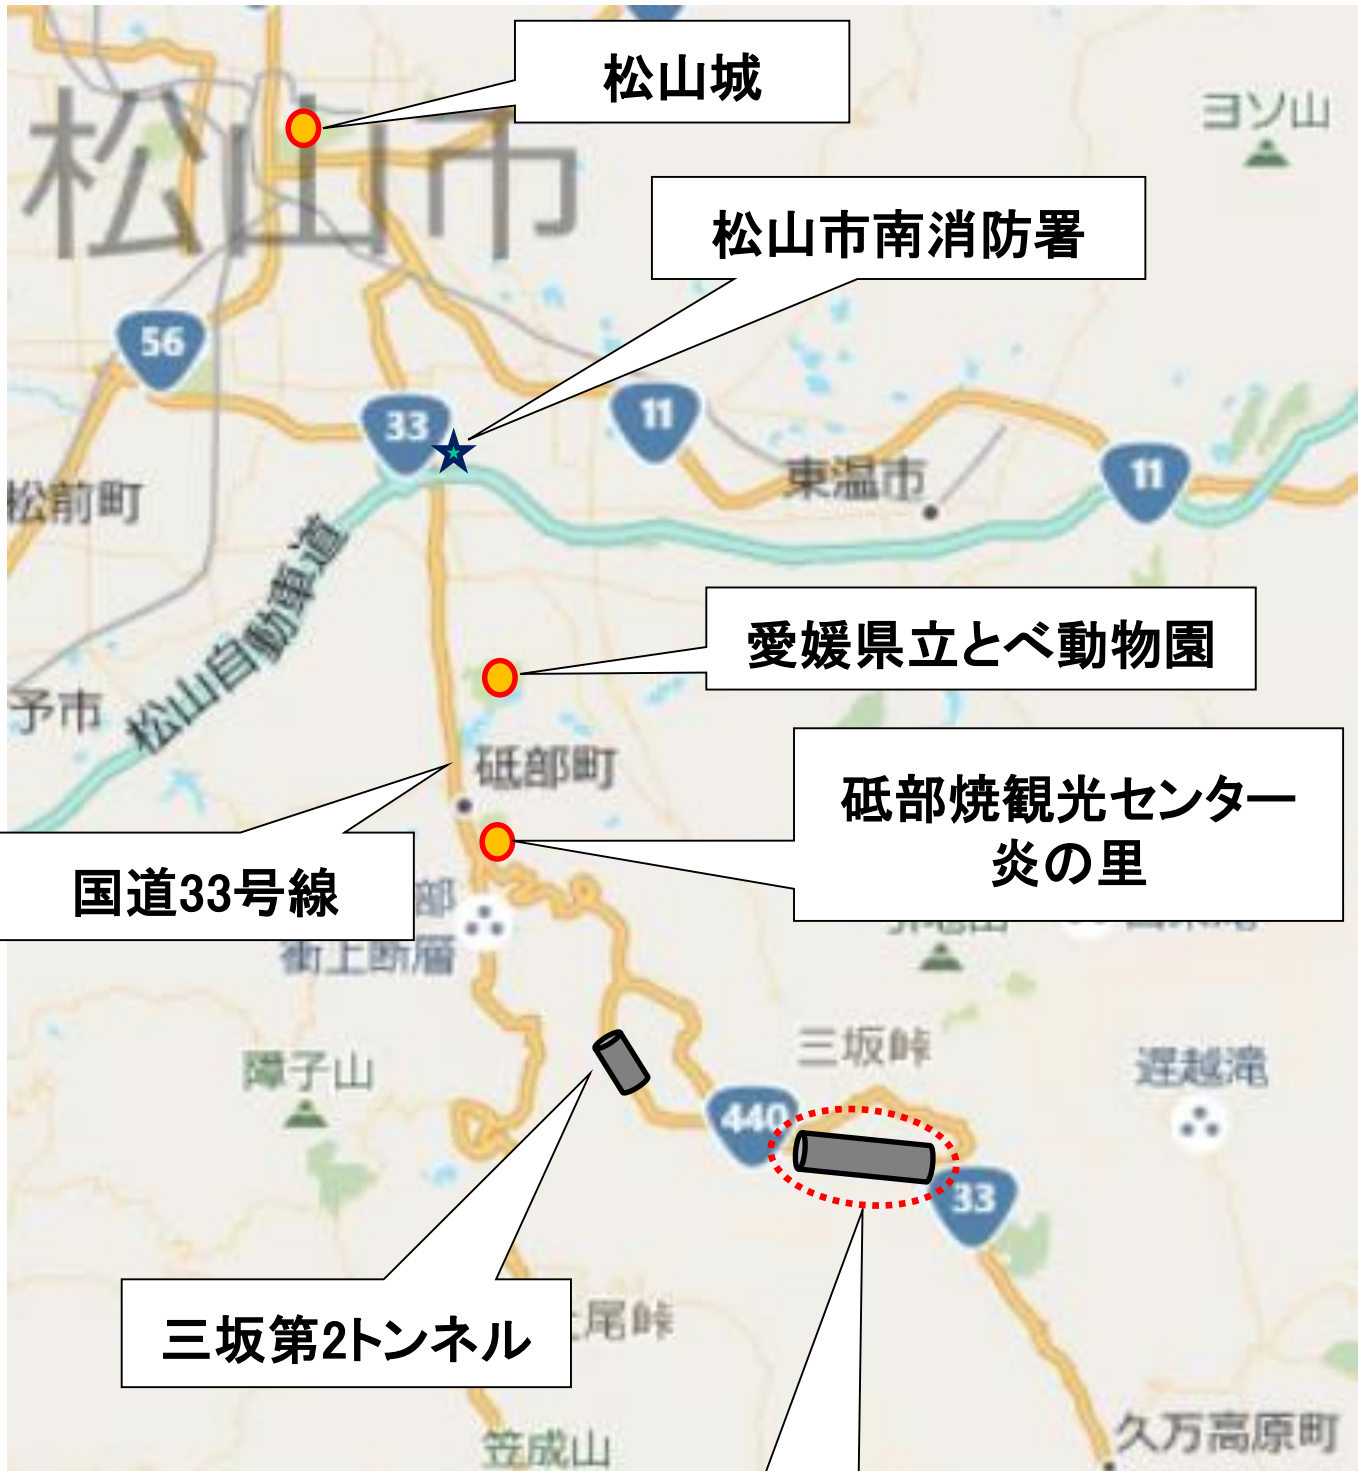 松山城
ヨソ山
松山市
松山市南消防署
56
33
11
11
東温市
松前町
松山自動車道
愛媛県立とべ動物園
予市
砥部町
砥部焼観光センター
炎の里
国道33号線
部
衝上断層
三坂峠
遅越滝
障子山
440
33
三坂第2トンネル
尾峠
久万高原町
笠成山